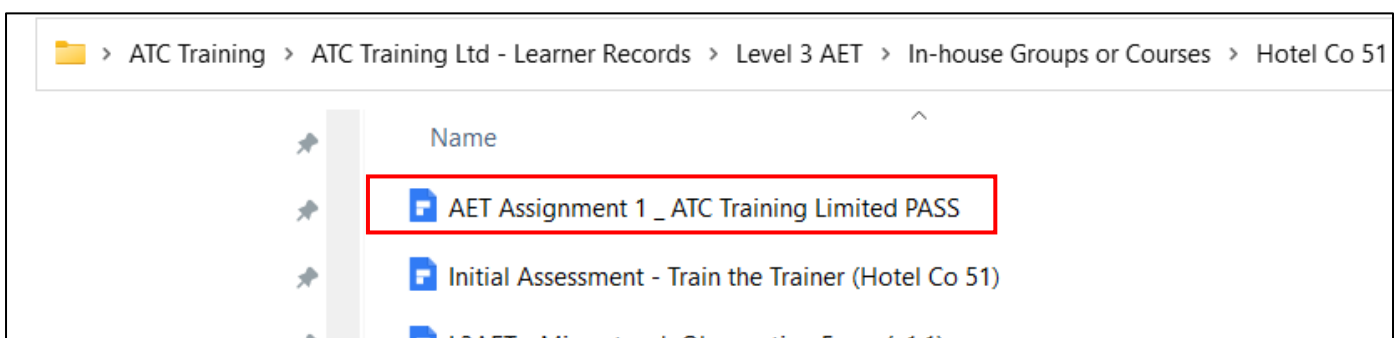 > ATC Training > ATC Training Ltd - Learner Records > Level 3 AET > In-house Groups or Courses > Hotel Co 51
Name
AET Assignment 1 _ ATC Training Limited PASS
Initial Assessment - Train the Trainer (Hotel Co 51)